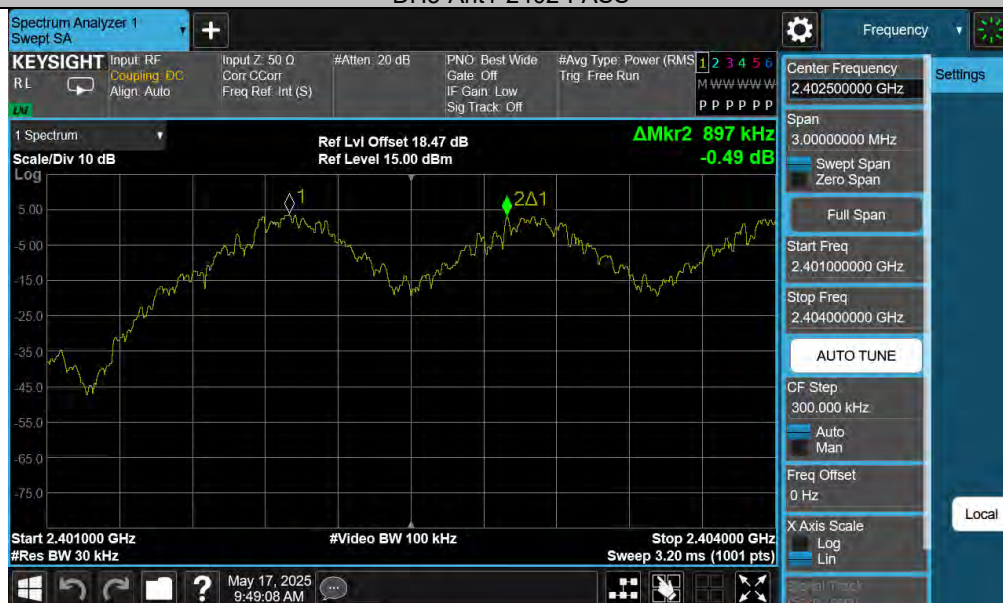 DH5-Ant1-2402 PASS
Spectrum Analyzer 1
Swept SA
+
Frequency
KEYSIGHT
RL
Input: RF
Coupling: DC
Align: Auto
Input Z: 50 Ω
Corr CCorr
Freq Ref: Int (S)
#Atten: 20 dB
PNO: Best Wide
Gate: Off
IF Gain: Low
Sig Track: Off
#Avg Type: Power (RMS
Trig: Free Run
1 2 3 4 5 6
M W W W W W
P P P P P P
1 Spectrum
Scale/Div 10 dB
Log
Ref Lvl Offset 18.47 dB
Ref Level 15.00 dBm
ΔMkr2 897 kHz
-0.49 dB
1
2Δ1
5.00
-5.00
-15.0
-25.0
-35.0
-45.0
-55.0
-65.0
-75.0
Start 2.401000 GHz
#Res BW 30 kHz
#Video BW 100 kHz
Stop 2.404000 GHz
Sweep 3.20 ms (1001 pts)
Center Frequency
2.402500000 GHz
Span
3.00000000 MHz
Swept Span
Zero Span
Full Span
Start Freq
2.401000000 GHz
Stop Freq
2.404000000 GHz
AUTO TUNE
CF Step
300.000 kHz
Auto
Man
Freq Offset
0 Hz
X Axis Scale
Log
Lin
Signal Track
Settings
Local
?
May 17, 2025
9:49:08 AM